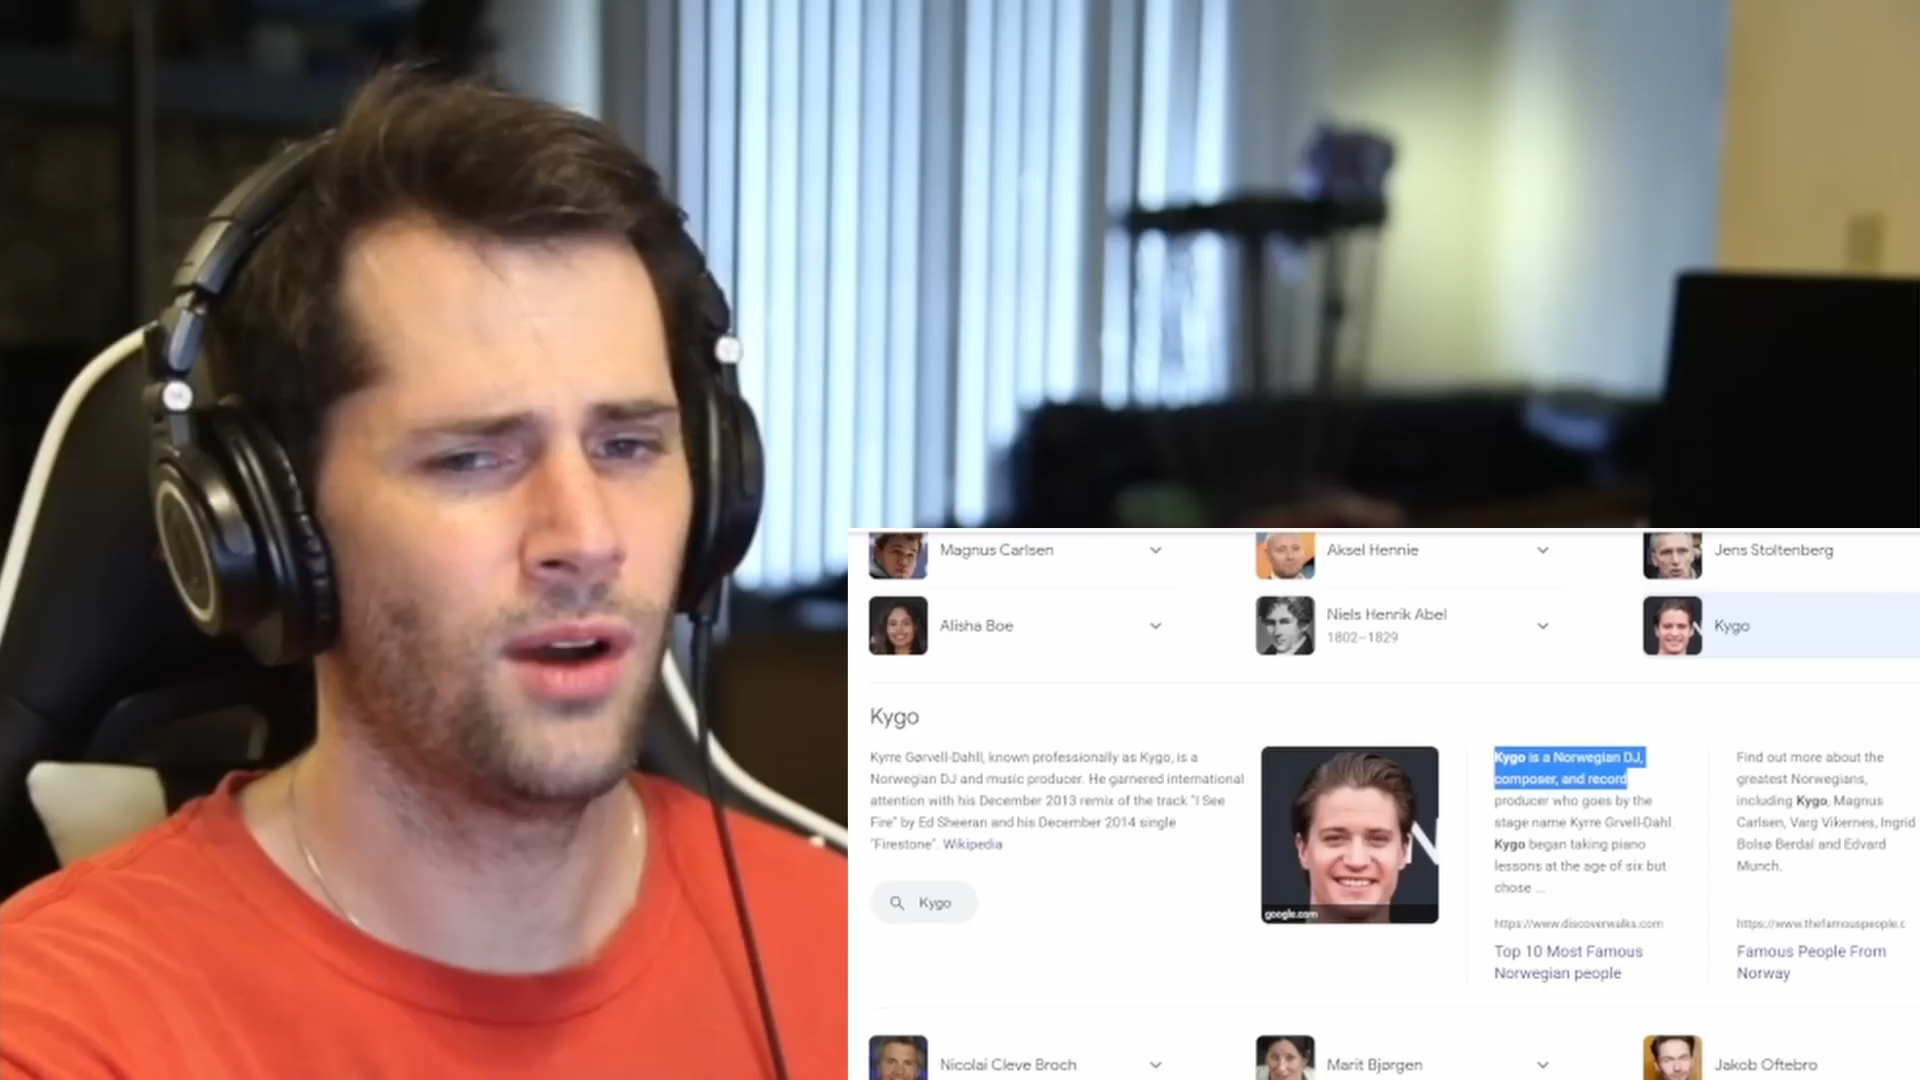 Magnus Carlsen
Aksel Hennie
Jens Stoltenberg
Alisha Boe
Niels Henrik Abel
1802–1829
Kygo
Kygo
Kyrre Gørvell-Dahll, known professionally as Kygo, is a
Norwegian DJ and music producer. He garnered international
attention with his December 2013 remix of the track "I See
Fire" by Ed Sheeran and his December 2014 single
"Firestone". Wikipedia
Kygo
google.com
Kygo is a Norwegian DJ,
composer, and record
producer who goes by the
stage name Kyrre Grvell-Dahl.
Kygo began taking piano
lessons at the age of six but
chose ...
https://www.discoverwalks.com
Top 10 Most Famous
Norwegian people
Find out more about the
greatest Norwegians,
including Kygo, Magnus
Carlsen, Varg Vikernes, Ingrid
Bolsø Berdal and Edvard
Munch.
https://www.thefamouspeople.c
Famous People From
Norway
Nicolai Cleve Broch
Marit Bjørgen
Jakob Oftebro